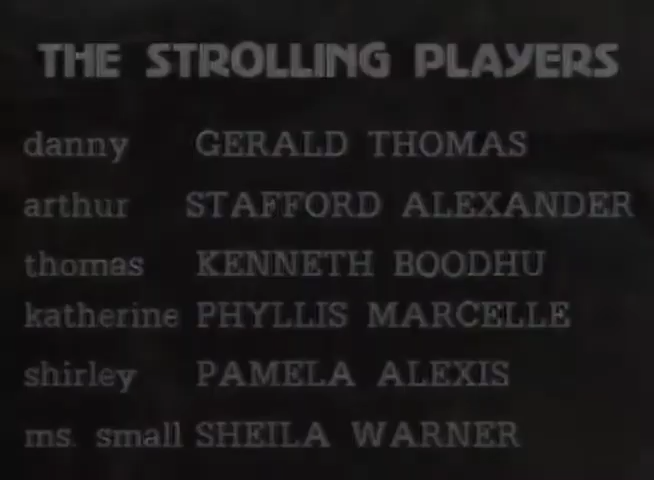 THE STROLLING PLAYERS
danny GERALD THOMAS
arthur STAFFORD ALEXANDER
thomas KENNETH BOODHU
katherine PHYLLIS MARCELLE
shirley PAMELA ALEXIS
ms. small SHEILA WARNER